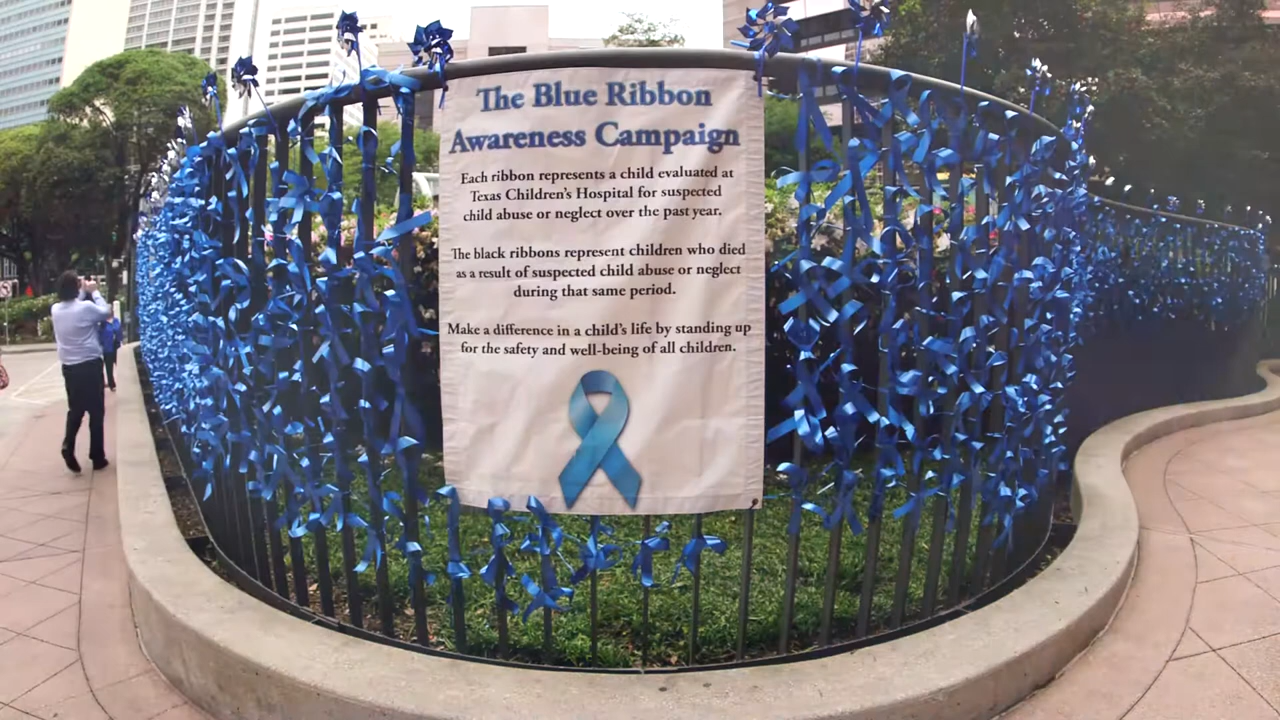 The Blue Ribbon
Awareness Campaign
Each ribbon represents a child evaluated at
Texas Children's Hospital for suspected
child abuse or neglect over the past year.
The black ribbons represent children who died
as a result of suspected child abuse or neglect
during that same period.
Make a difference in a child's life by standing up
for the safety and well-being of all children.